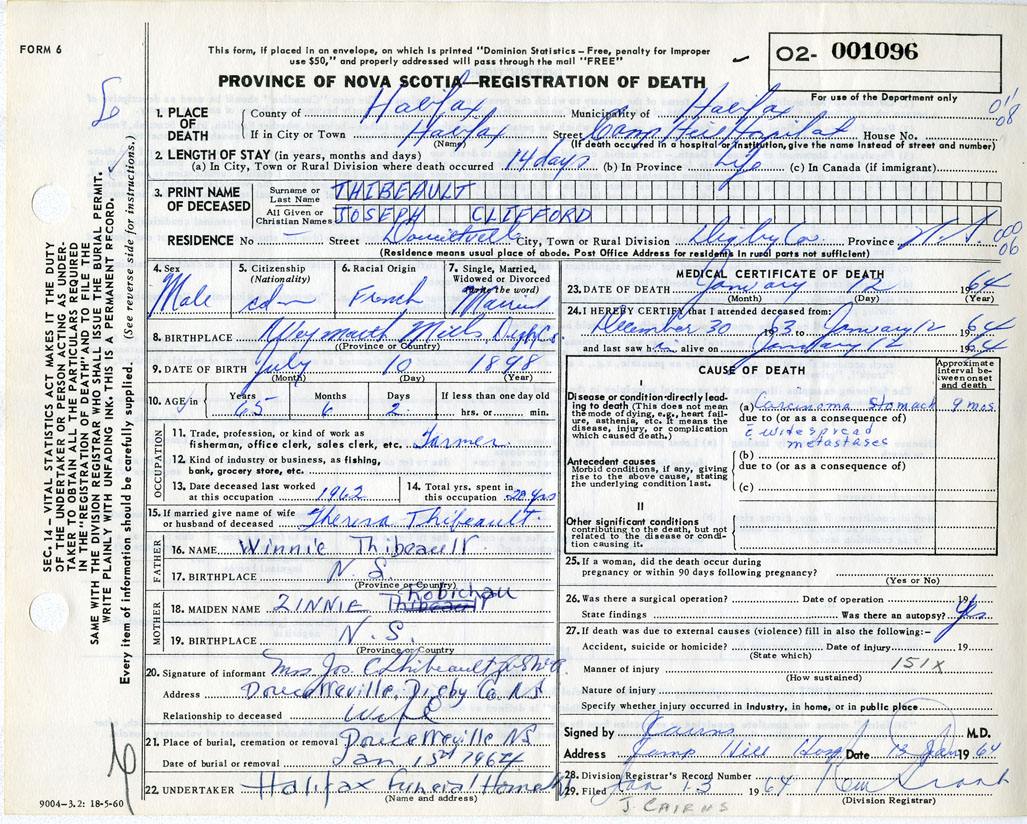 FORM 6
This form, if placed in an envelope, on which is printed "Dominion Statistics – Free, penalty for improper
use $50," and properly addressed will pass through the mail "FREE"
02- 001096
PROVINCE OF NOVA SCOTIA—REGISTRATION OF DEATH
For use of the Department only
SEC. 14 – VITAL STATISTICS ACT MAKES IT THE DUTY
OF THE UNDERTAKER OR PERSON ACTING AS UNDER-
TAKER TO OBTAIN ALL THE PARTICULARS REQUIRED
IN THE "REGISTRATION OF DEATH" AND TO FILE THE
SAME WITH THE DIVISION REGISTRAR WHO SHALL ISSUE THE BURIAL PERMIT.
WRITE PLAINLY WITH UNFADING INK. THIS IS A PERMANENT RECORD.
Every item of information should be carefully supplied. (See reverse side for instructions.)
1. PLACE OF DEATH
County of Halifax Municipality of Halifax
If in City or Town Halifax Street Camp Hill Hospital House No.
(Name) (If death occurred in a hospital or institution, give the name instead of street and number)
2. LENGTH OF STAY (in years, months and days)
(a) In City, Town or Rural Division where death occurred 14 days (b) In Province Life (c) In Canada (if immigrant)
3. PRINT NAME OF DECEASED
Surname or Last Name THIBEAULT
All Given or Christian Names JOSEPH CLIFFORD
RESIDENCE No — Street Doucetville City, Town or Rural Division Digby Co. Province N.S.
(Residence means usual place of abode. Post Office Address for residents in rural parts not sufficient)
4. Sex Male
5. Citizenship (Nationality) cdn
6. Racial Origin French
7. Single, Married, Widowed or Divorced (Write the word) Married
8. BIRTHPLACE Weymouth Mills, Digby Co.
(Province or Country)
9. DATE OF BIRTH July 10 1898
(Month) (Day) (Year)
10. AGE in Years 65 Months 6 Days 2 If less than one day old
hrs. or min.
OCCUPATION
11. Trade, profession, or kind of work as
fisherman, office clerk, sales clerk, etc. Farmer
12. Kind of industry or business, as fishing,
bank, grocery store, etc.
13. Date deceased last worked at this occupation 1962
14. Total yrs. spent in this occupation 28 yrs
15. If married give name of wife
or husband of deceased Theresa Thibeault.
FATHER
16. NAME Winnie Thibeault
17. BIRTHPLACE N.S.
(Province or Country)
MOTHER
18. MAIDEN NAME ZINNIE Thibeault Robichau
19. BIRTHPLACE N.S.
(Province or Country)
20. Signature of informant Mrs Jos. C. Thibeault
Address Doucetteville, Digby Co NS
Relationship to deceased Wife
21. Place of burial, cremation or removal Doucetteville NS
Date of burial or removal Jan 15th 1964
22. UNDERTAKER Halifax Funeral Home
(Name and address)
9004–3.2: 18-5-60
MEDICAL CERTIFICATE OF DEATH
23. DATE OF DEATH January 12 1964
(Month) (Day) (Year)
24. I HEREBY CERTIFY that I attended deceased from:
December 30 1963 to January 12 1964
and last saw him alive on January 12 1964
CAUSE OF DEATH
Approximate interval between onset and death
I
Disease or condition directly lead-
ing to death (This does not mean
the mode of dying, e.g., heart fail-
ure, asthenia, etc. It means the
disease, injury, or complication
which caused death.)
(a) Carcinoma Stomach 9 mos
due to (or as a consequence of)
c̄ widespread
metastases
Antecedent causes
Morbid conditions, if any, giving
rise to the above cause, stating
the underlying condition last.
(b)
due to (or as a consequence of)
(c)
II
Other significant conditions
contributing to the death, but not
related to the disease or condi-
tion causing it.
25. If a woman, did the death occur during
pregnancy or within 90 days following pregnancy?
(Yes or No)
26. Was there a surgical operation? Date of operation 19
State findings Was there an autopsy? Yes
27. If death was due to external causes (violence) fill in also the following:–
Accident, suicide or homicide? Date of injury 19
(State which)
Manner of injury 151X
(How sustained)
Nature of injury
Specify whether injury occurred in industry, in home, or in public place
Signed by J Cairns M.D.
Address Camp Hill Hosp Date 13 Jan 1964
28. Division Registrar's Record Number
29. Filed Jan 13 1964
(Division Registrar)
J. CAIRNS